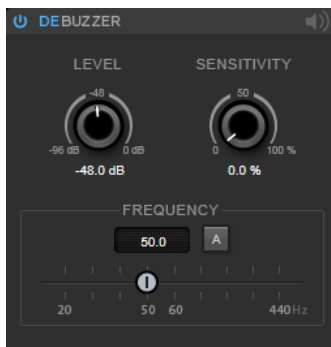 DEBUZZER
LEVEL
SENSITIVITY
-48
50
-96 dB
0 dB
0
100 %
-48.0 dB
0.0 %
FREQUENCY
50.0
A
20
50
60
440 Hz